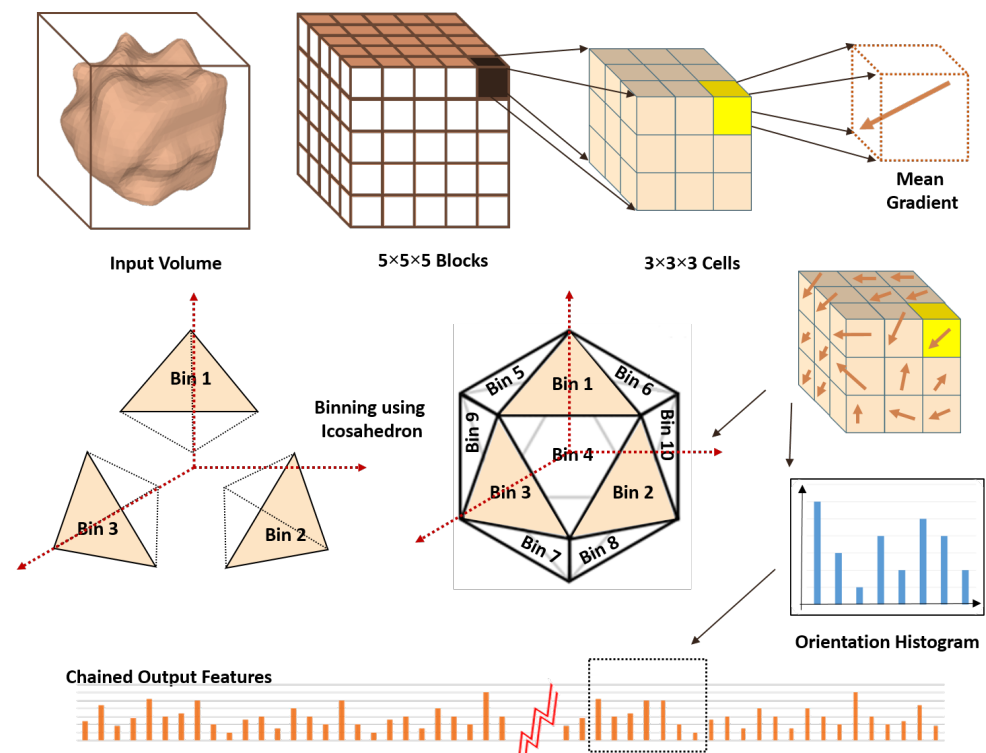 Mean
Gradient
Input Volume
5×5×5 Blocks
3×3×3 Cells
Bin 1
Bin 3
Bin 2
Binning using
Icosahedron
Bin 5
Bin 6
Bin 1
Bin 9
Bin 10
Bin 4
Bin 3
Bin 2
Bin 7
Bin 8
Orientation Histogram
Chained Output Features